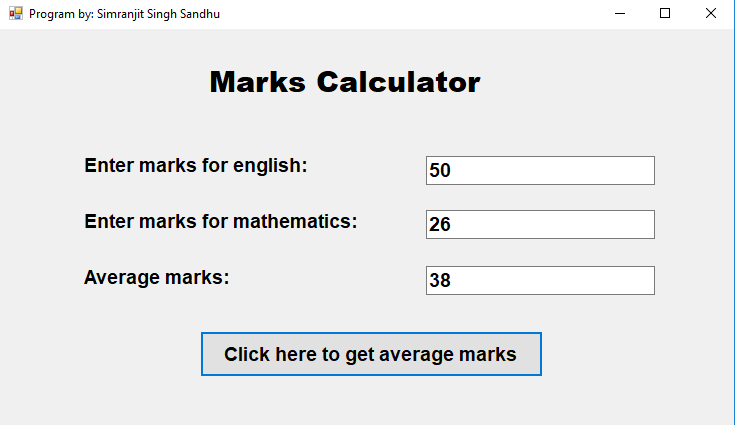 Program by: Simranjit Singh Sandhu
Marks Calculator
Enter marks for english:
50
Enter marks for mathematics:
26
Average marks:
38
Click here to get average marks